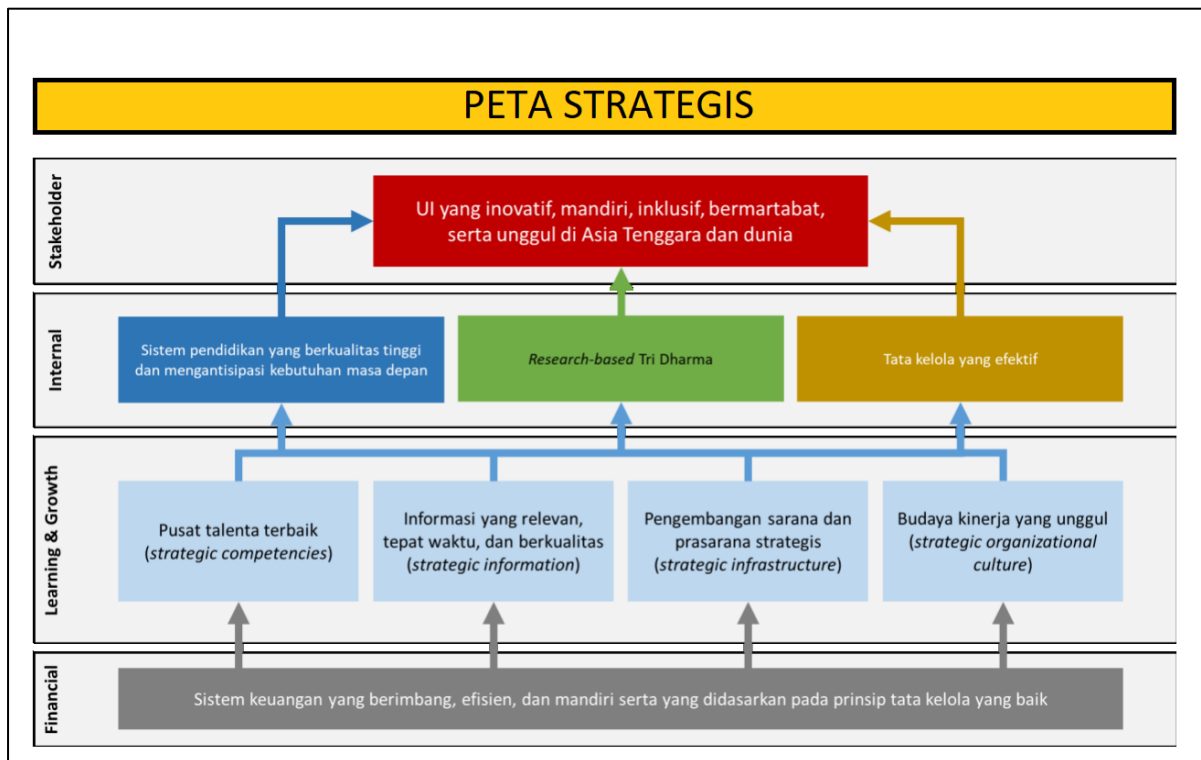 PETA STRATEGIS
Stakeholder
UI yang inovatif, mandiri, inklusif, bermartabat,
serta unggul di Asia Tenggara dan dunia
Internal
Sistem pendidikan yang berkualitas tinggi
dan mengantisipasi kebutuhan masa depan
Research-based Tri Dharma
Tata kelola yang efektif
Learning & Growth
Pusat talenta terbaik
(strategic competencies)
Informasi yang relevan,
tepat waktu, dan berkualitas
(strategic information)
Pengembangan sarana dan
prasarana strategis
(strategic infrastructure)
Budaya kinerja yang unggul
(strategic organizational
culture)
Financial
Sistem keuangan yang berimbang, efisien, dan mandiri serta yang didasarkan pada prinsip tata kelola yang baik